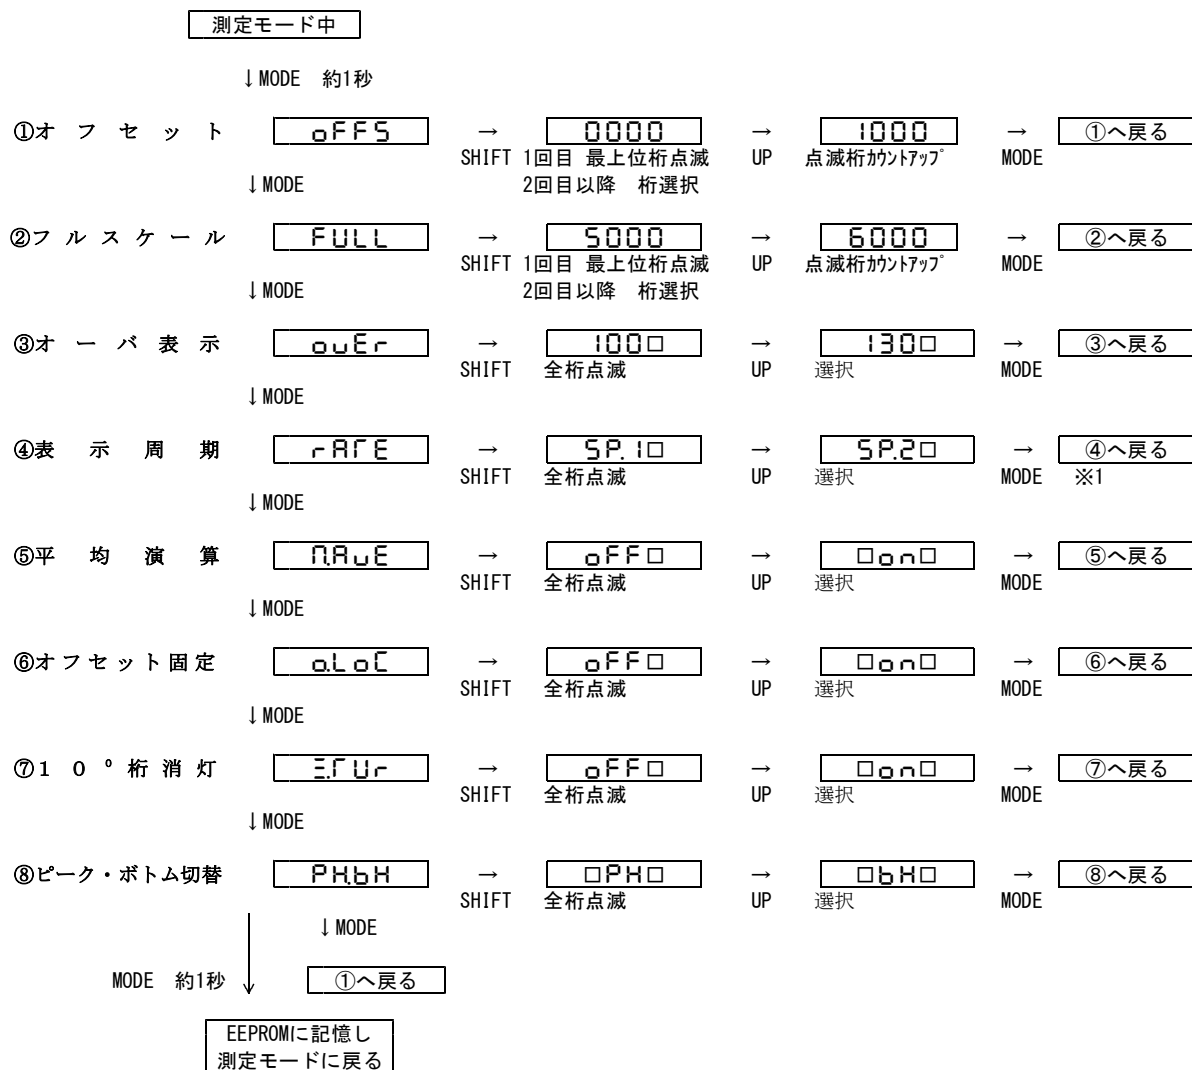 測定モード中
↓MODE 約1秒
①オフセット oFFS → 0000 → 1000 → ①へ戻る
SHIFT 1回目 最上位桁点滅 UP 点滅桁ｶｳﾝﾄｱｯﾌﾟ MODE
↓MODE 2回目以降 桁選択
②フルスケール FULL → 5000 → 6000 → ②へ戻る
SHIFT 1回目 最上位桁点滅 UP 点滅桁ｶｳﾝﾄｱｯﾌﾟ MODE
↓MODE 2回目以降 桁選択
③オーバ表示 ovEr → 100□ → 130□ → ③へ戻る
SHIFT 全桁点滅 UP 選択 MODE
↓MODE
④表示周期 rATE → SP.1□ → SP.2□ → ④へ戻る
SHIFT 全桁点滅 UP 選択 MODE ※1
↓MODE
⑤平均演算 M.AvE → oFF□ → □on□ → ⑤へ戻る
SHIFT 全桁点滅 UP 選択 MODE
↓MODE
⑥オフセット固定 o.LoC → oFF□ → □on□ → ⑥へ戻る
SHIFT 全桁点滅 UP 選択 MODE
↓MODE
⑦10⁰桁消灯 Ξ.TUr → oFF□ → □on□ → ⑦へ戻る
SHIFT 全桁点滅 UP 選択 MODE
↓MODE
⑧ピーク・ボトム切替 PH.bH → □PH□ → □bH□ → ⑧へ戻る
SHIFT 全桁点滅 UP 選択 MODE
↓MODE
MODE 約1秒 ↓ ①へ戻る
EEPROMに記憶し
測定モードに戻る